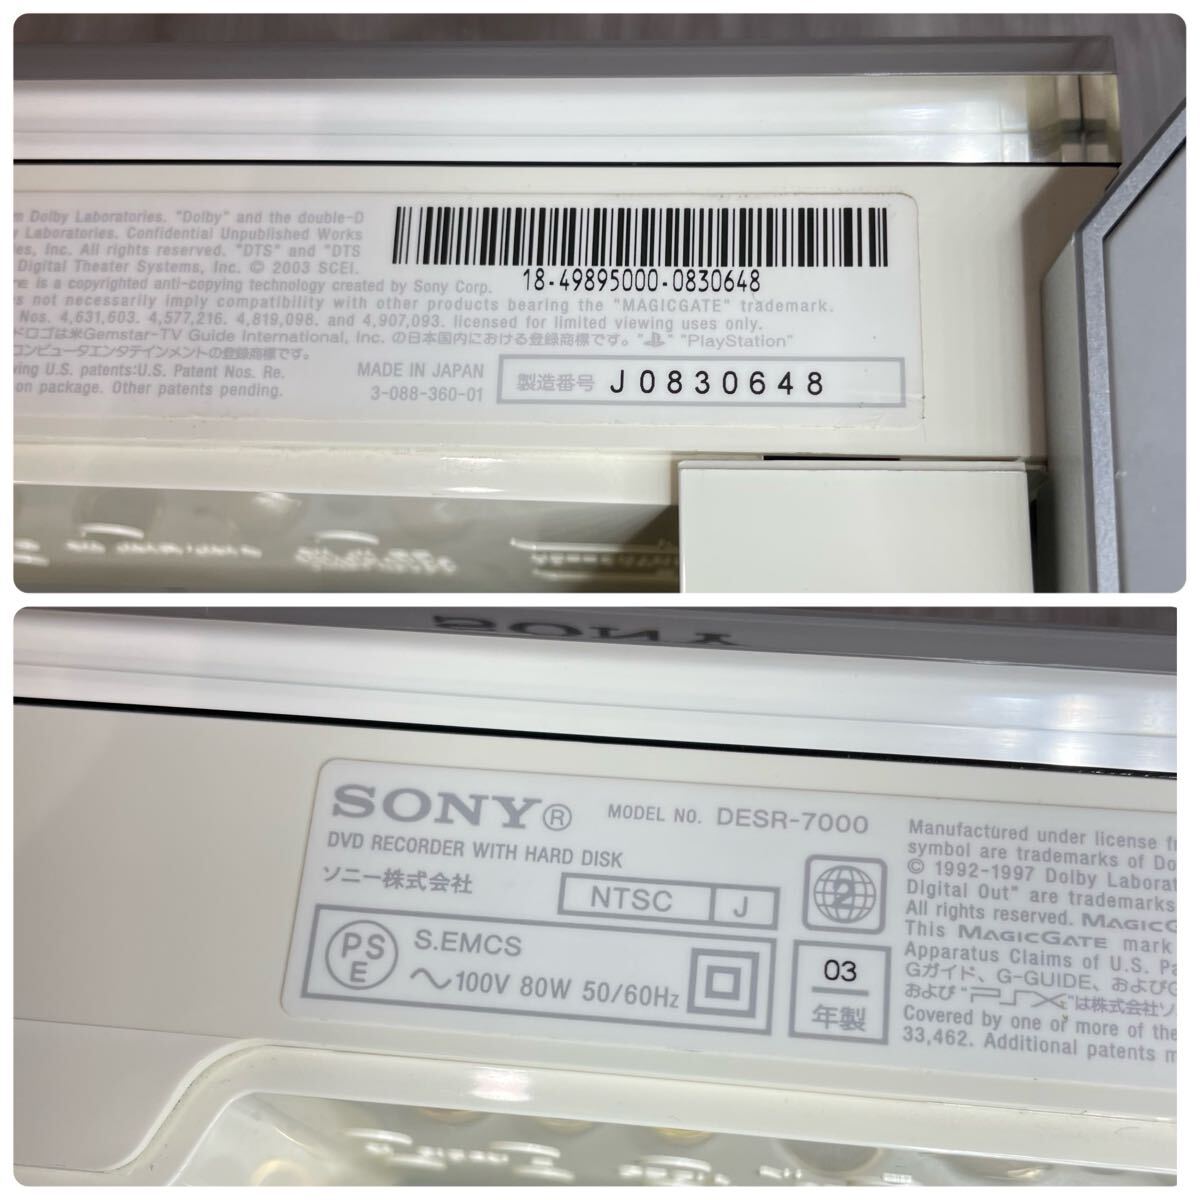 m Dolby Laboratories. "Dolby" and the double-D
y Laboratories. Confidential Unpublished Works
ies, Inc. All rights reserved. "DTS" and "DTS
Digital Theater Systems, Inc. © 2003 SCEI.
is a copyrighted anti-copying technology created by Sony Corp.
es not necessarily imply compatibility with other products bearing the "MAGICGATE" trademark.
Nos. 4,631,603. 4,577,216. 4,819,098. and 4,907,093. licensed for limited viewing uses only.
ドロゴは米Gemstar-TV Guide International, Inc. の日本国内における登録商標です。" " "PlayStation"
コンピュータエンタテインメントの登録商標です。
ving U.S. patents:U.S. Patent Nos. Re.
on package. Other patents pending.
18-49895000-0830648
MADE IN JAPAN
3-088-360-01
製造番号 J0830648
SONY
SONY®
MODEL NO. DESR-7000
DVD RECORDER WITH HARD DISK
ソニー株式会社
NTSC J
2
PSE
S.EMCS
〜100V 80W 50/60Hz
03
年製
Manufactured under license f
symbol are trademarks of Do
© 1992-1997 Dolby Laborat
Digital Out" are trademarks
All rights reserved. MAGICG
This MAGICGATE mark
Apparatus Claims of U.S. Pa
Gガイド、G-GUIDE、およびG
および "PSX"は株式会社ソ
Covered by one or more of the
33,462. Additional patents m